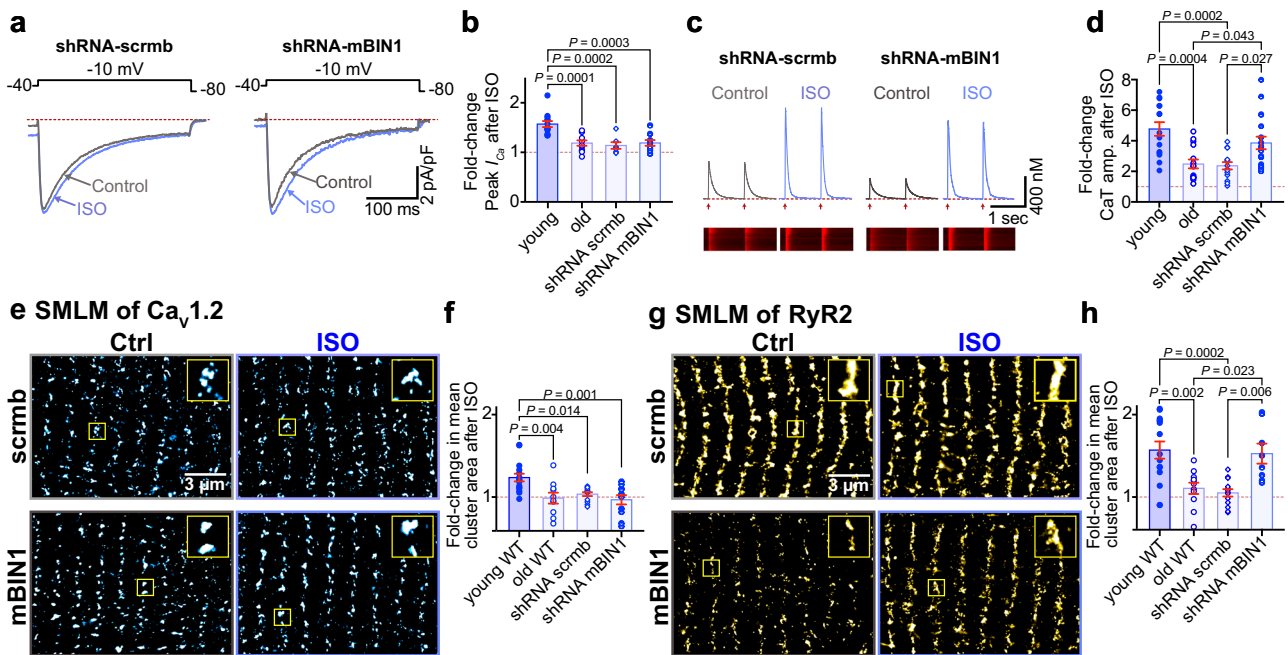 a
shRNA-scrmb
shRNA-mBIN1
-10 mV
-10 mV
-40
-80
-40
-80
Control
ISO
Control
ISO
2 pA/pF
100 ms
b
P = 0.0003
P = 0.0002
P = 0.0001
Fold-change
Peak ICa after ISO
2
1
0
young
old
shRNA scrmb
shRNA mBIN1
c
shRNA-scrmb
shRNA-mBIN1
Control
ISO
Control
ISO
400 nM
1 sec
d
P = 0.0002
P = 0.043
P = 0.0004
P = 0.027
Fold-change
CaT amp. after ISO
8
6
4
2
0
young
old
shRNA scrmb
shRNA mBIN1
e SMLM of CaV1.2
Ctrl
ISO
scrmb
3 µm
mBIN1
f
P = 0.001
P = 0.014
P = 0.004
Fold-change in mean
cluster area after ISO
2
1
young WT
old WT
shRNA scrmb
shRNA mBIN1
g SMLM of RyR2
Ctrl
ISO
scrmb
3 µm
mBIN1
h
P = 0.0002
P = 0.023
P = 0.002
P = 0.006
Fold-change in mean
cluster area after ISO
2
1
young WT
old WT
shRNA scrmb
shRNA mBIN1